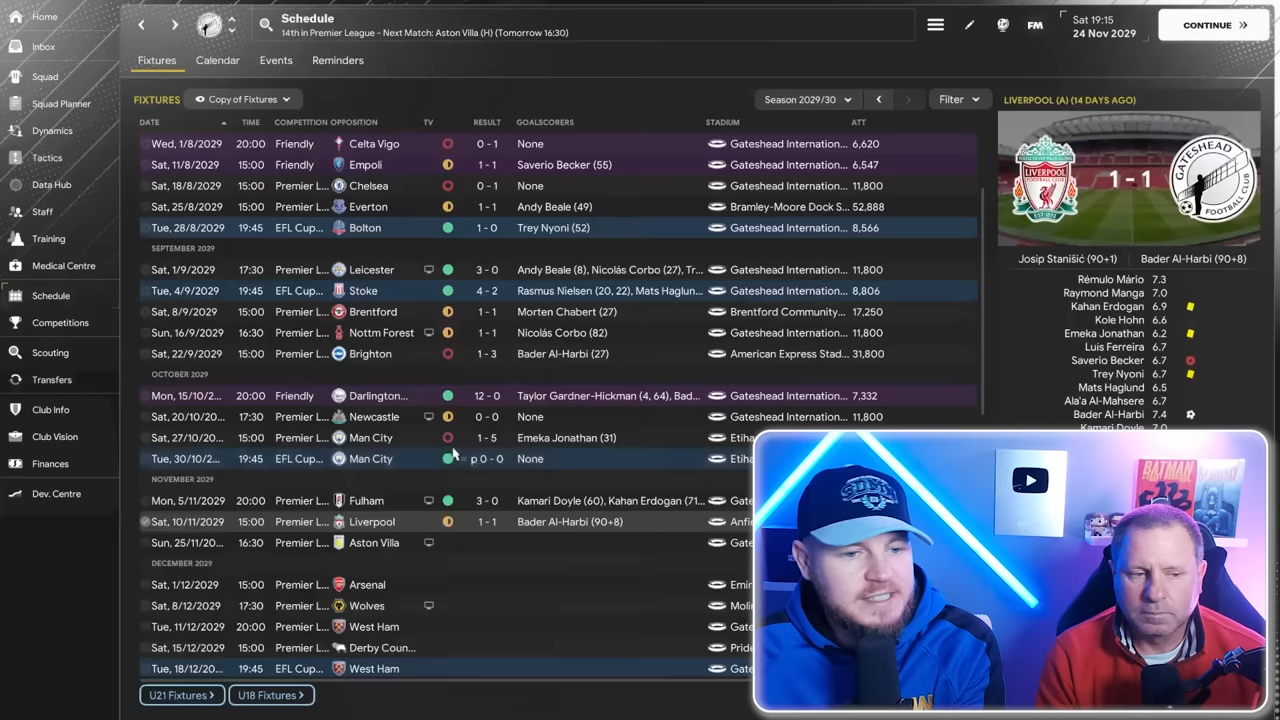 Home
Schedule
14th in Premier League - Next Match: Aston Villa (H) (Tomorrow 16:30)
FM
Sat 19:15
24 Nov 2029
CONTINUE
Inbox
Squad
Squad Planner
Dynamics
Tactics
Data Hub
Staff
Training
Medical Centre
Schedule
Competitions
Scouting
Transfers
Club Info
Club Vision
Finances
Dev. Centre
Fixtures Calendar Events Reminders
FIXTURES Copy of Fixtures Season 2029/30 Filter
DATE TIME COMPETITION OPPOSITION TV RESULT GOALSCORERS STADIUM ATT
Wed, 1/8/2029 20:00 Friendly Celta Vigo 0 - 1 None Gateshead Internation... 6,620
Sat, 11/8/2029 15:00 Friendly Empoli 1-1 Saverio Becker (55) Gateshead Internation... 6,547
Sat, 18/8/2029 15:00 Premier L... Chelsea 0 - 1 None Gateshead Internation... 11,800
Sat, 25/8/2029 15:00 Premier L... Everton 1-1 Andy Beale (49) Bramley-Moore Dock S... 52,888
Tue, 28/8/2029 19:45 EFL Cup... Bolton 1 - 0 Trey Nyoni (52) Gateshead Internation... 8,566
SEPTEMBER 2029
Sat, 1/9/2029 17:30 Premier L... Leicester 3 - 0 Andy Beale (8), Nicolás Corbo (27), Tr... Gateshead Internation... 11,800
Tue, 4/9/2029 19:45 EFL Cup... Stoke 4 - 2 Rasmus Nielsen (20, 22), Mats Haglun... Gateshead Internation... 8,806
Sat, 8/9/2029 15:00 Premier L... Brentford 1-1 Morten Chabert (27) Brentford Community... 17,250
Sun, 16/9/2029 16:30 Premier L... Nottm Forest 1-1 Nicolás Corbo (82) Gateshead Internation... 11,800
Sat, 22/9/2029 15:00 Premier L... Brighton 1 - 3 Bader Al-Harbi (27) American Express Stad... 31,800
OCTOBER 2029
Mon, 15/10/2... 20:00 Friendly Darlington... 12 - 0 Taylor Gardner-Hickman (4, 64), Bad... Gateshead Internation... 7,332
Sat, 20/10/20... 17:30 Premier L... Newcastle 0 - 0 None Gateshead Internation... 11,800
Sat, 27/10/20... 15:00 Premier L... Man City 1 - 5 Emeka Jonathan (31) Etiha
Tue, 30/10/2... 19:45 EFL Cup... Man City p 0 - 0 None Etiha
NOVEMBER 2029
Mon, 5/11/2029 20:00 Premier L... Fulham 3 - 0 Kamari Doyle (60), Kahan Erdogan (71... Gate
Sat, 10/11/2029 15:00 Premier L... Liverpool 1-1 Bader Al-Harbi (90+8) Anfie
Sun, 25/11/20... 16:30 Premier L... Aston Villa Gate
DECEMBER 2029
Sat, 1/12/2029 15:00 Premier L... Arsenal Emir
Sat, 8/12/2029 17:30 Premier L... Wolves Molin
Tue, 11/12/2029 20:00 Premier L... West Ham Gate
Sat, 15/12/2029 15:00 Premier L... Derby Coun... Pride
Tue, 18/12/20... 19:45 EFL Cup... West Ham Gate
U21 Fixtures U18 Fixtures
LIVERPOOL (A) (14 DAYS AGO)
LIVERPOOL
FOOTBALL CLUB
1 - 1
GATESHEAD
FOOTBALL CLUB
Josip Stanišić (90+1) Bader Al-Harbi (90+8)
Rémulo Mário 7.3
Raymond Manga 7.0
Kahan Erdogan 6.9
Kole Hohn 6.6
Emeka Jonathan 6.2
Luís Ferreira 6.7
Saverio Becker 6.7
Trey Nyoni 6.7
Mats Haglund 6.5
Ala'a Al-Mahsere 6.7
Bader Al-Harbi 7.4
Kamari Doyle 7.0
BATMAN